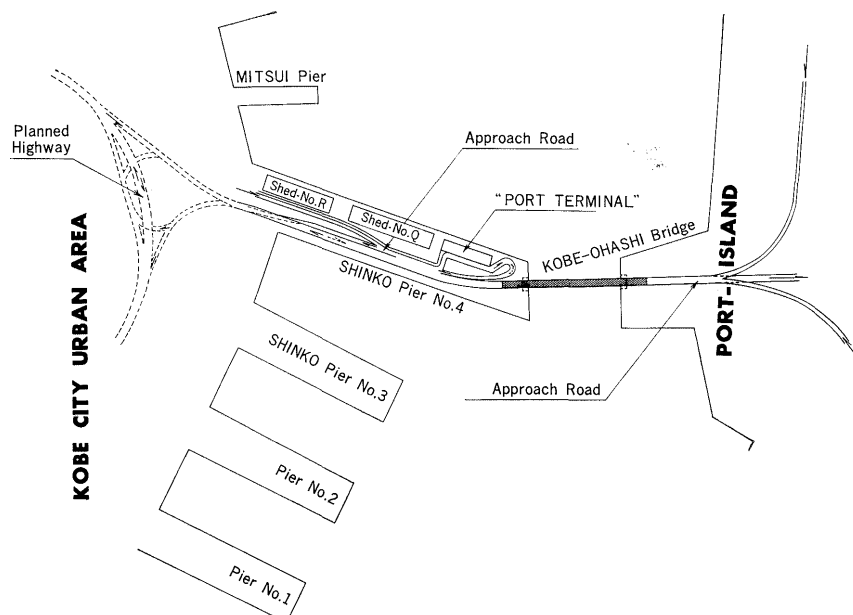 MITSUI Pier
Planned
Highway
Approach Road
Shed-No.R
Shed-No.Q
"PORT TERMINAL"
KOBE-OHASHI Bridge
SHINKO Pier No.4
PORT-ISLAND
SHINKO Pier No.3
Approach Road
KOBE CITY URBAN AREA
Pier No.2
Pier No.1